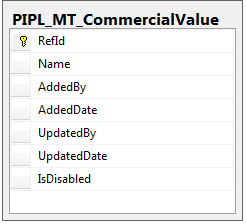 PIPL_MT_CommercialValue
RefId
Name
AddedBy
AddedDate
UpdatedBy
UpdatedDate
IsDisabled